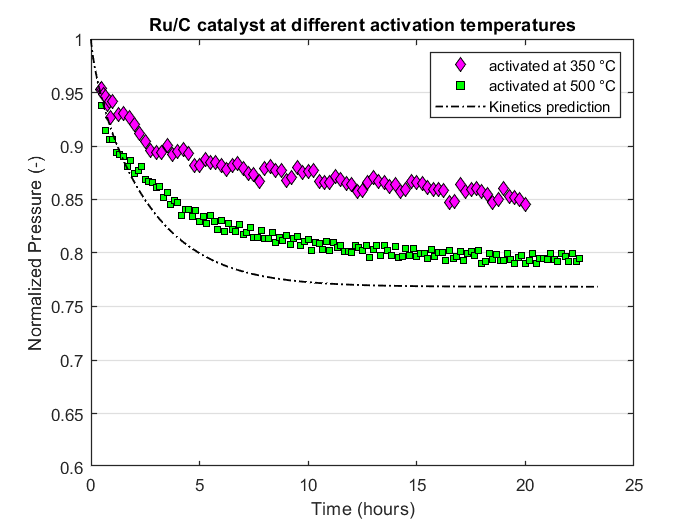 Ru/C catalyst at different activation temperatures
activated at 350 °C
activated at 500 °C
Kinetics prediction
1
0.95
0.9
0.85
0.8
0.75
0.7
0.65
0.6
Normalized Pressure (-)
0 5 10 15 20 25
Time (hours)